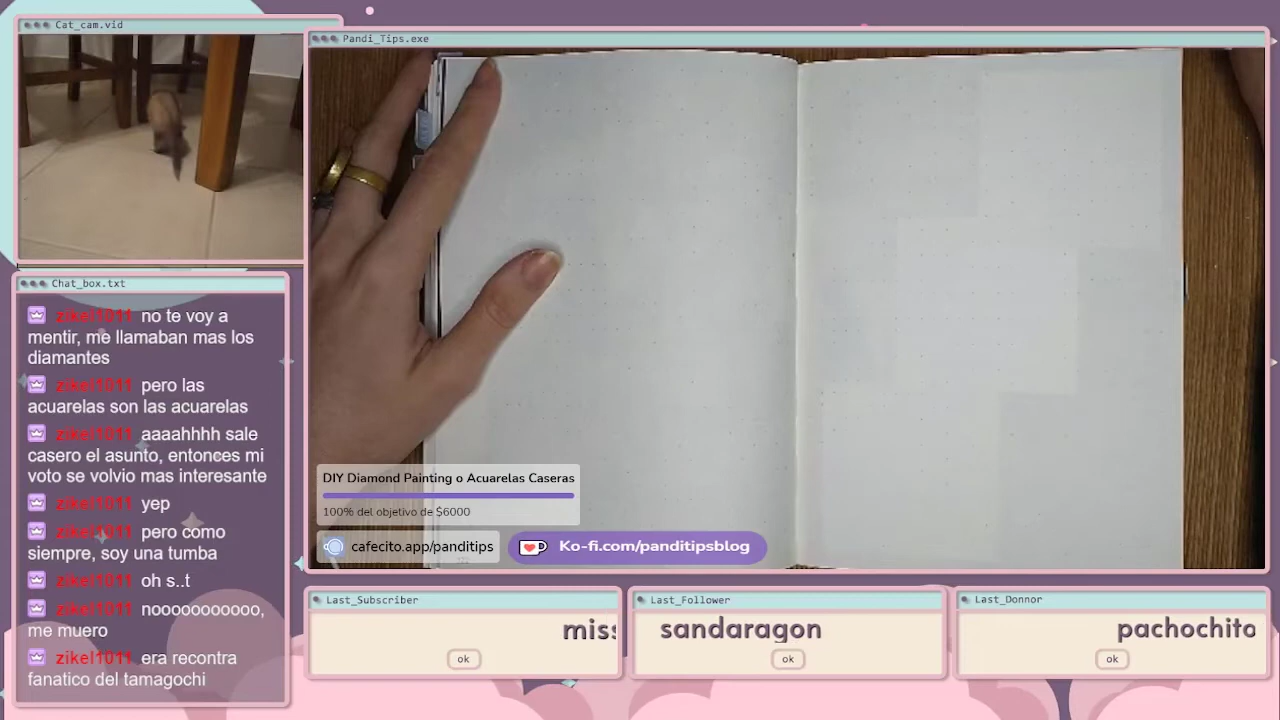 Cat_cam.vid
Pandi_Tips.exe
Chat_box.txt
zikel1011 no te voy a
mentir, me llamaban mas los
diamantes
zikel1011 pero las
acuarelas son las acuarelas
zikel1011 aaaahhhh sale
casero el asunto, entonces mi
voto se volvio mas interesante
zikel1011 yep
zikel1011 pero como
siempre, soy una tumba
zikel1011 oh s..t
zikel1011 nooooooooooo,
me muero
zikel1011 era recontra
fanatico del tamagochi
DIY Diamond Painting o Acuarelas Caseras
100% del objetivo de $6000
cafecito.app/panditips
Ko-fi.com/panditipsblog
Last_Subscriber
miss
ok
Last_Follower
sandaragon
ok
Last_Donnor
pachochito
ok